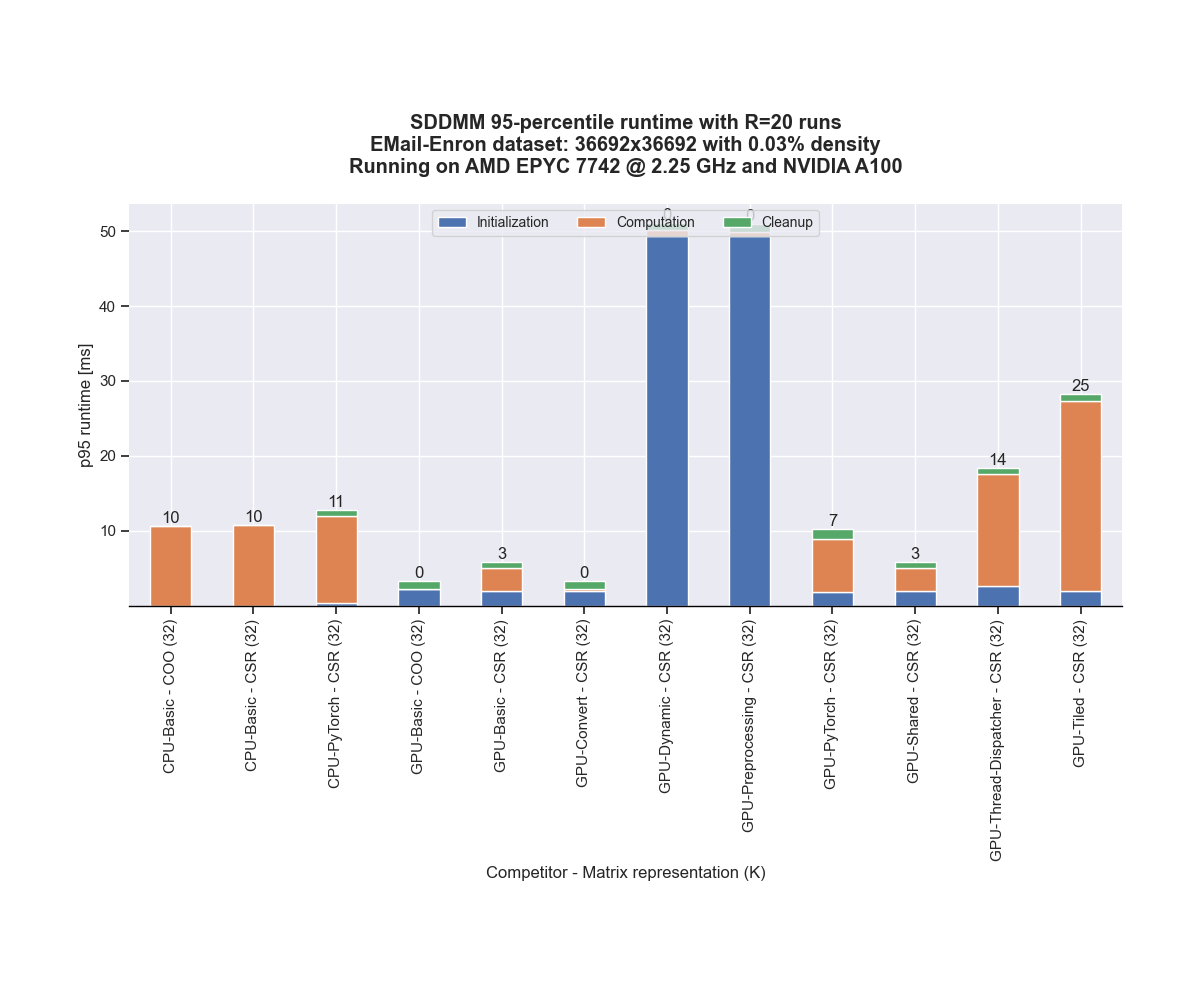 SDDMM 95-percentile runtime with R=20 runs
EMail-Enron dataset: 36692x36692 with 0.03% density
Running on AMD EPYC 7742 @ 2.25 GHz and NVIDIA A100
Initialization Computation Cleanup
0 0
50
40
30
20
10
p95 runtime [ms]
10
10
11
0
3
0
7
3
14
25
CPU-Basic - COO (32)
CPU-Basic - CSR (32)
CPU-PyTorch - CSR (32)
GPU-Basic - COO (32)
GPU-Basic - CSR (32)
GPU-Convert - CSR (32)
GPU-Dynamic - CSR (32)
GPU-Preprocessing - CSR (32)
GPU-PyTorch - CSR (32)
GPU-Shared - CSR (32)
GPU-Thread-Dispatcher - CSR (32)
GPU-Tiled - CSR (32)
Competitor - Matrix representation (K)